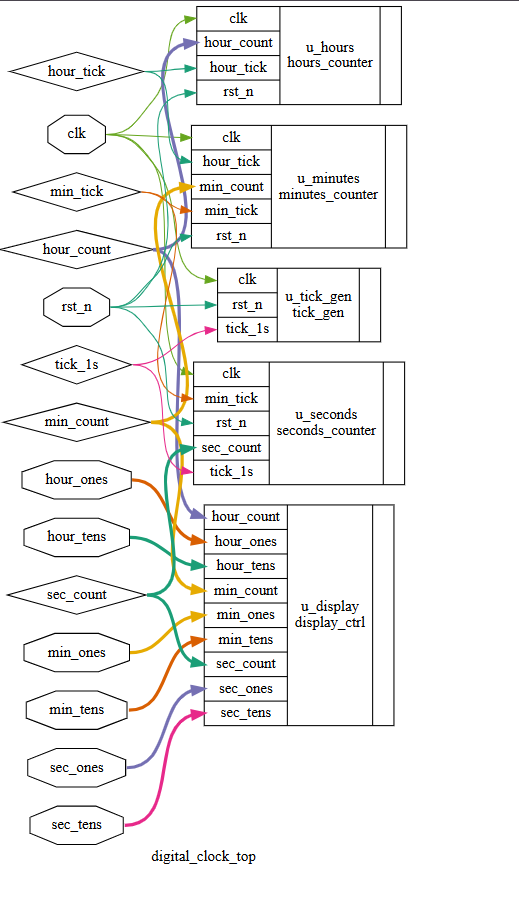 hour_tick
clk
min_tick
hour_count
rst_n
tick_1s
min_count
hour_ones
hour_tens
sec_count
min_ones
min_tens
sec_ones
sec_tens
clk
hour_count
hour_tick
rst_n
u_hours
hours_counter
clk
hour_tick
min_count
min_tick
rst_n
u_minutes
minutes_counter
clk
rst_n
tick_1s
u_tick_gen
tick_gen
clk
min_tick
rst_n
sec_count
tick_1s
u_seconds
seconds_counter
hour_count
hour_ones
hour_tens
min_count
min_ones
min_tens
sec_count
sec_ones
sec_tens
u_display
display_ctrl
digital_clock_top